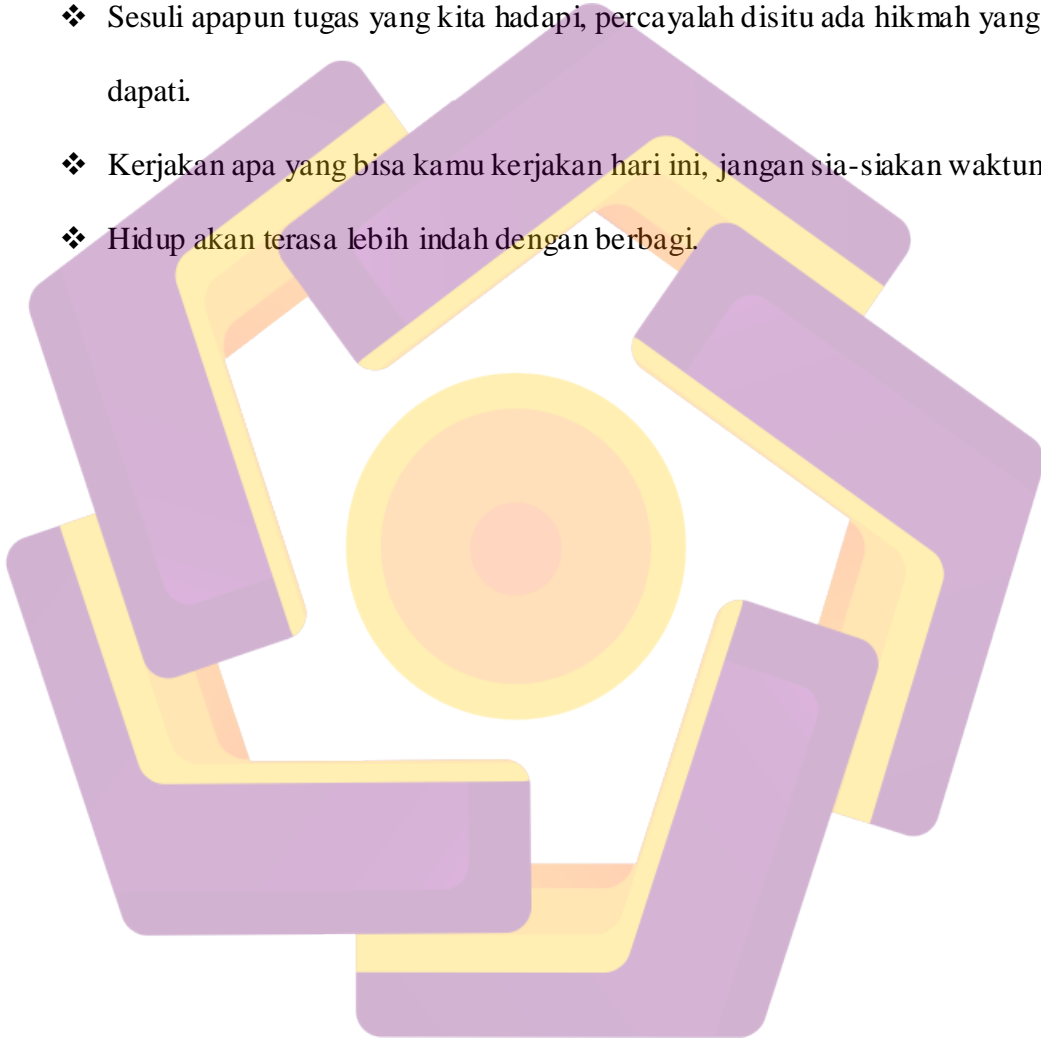 ❖ Sesuli apapun tugas yang kita hadapi, percayalah disitu ada hikmah yang
dapati.
❖ Kerjakan apa yang bisa kamu kerjakan hari ini, jangan sia-siakan
❖ Hidup akan terasa lebih indah dengan berbagi.